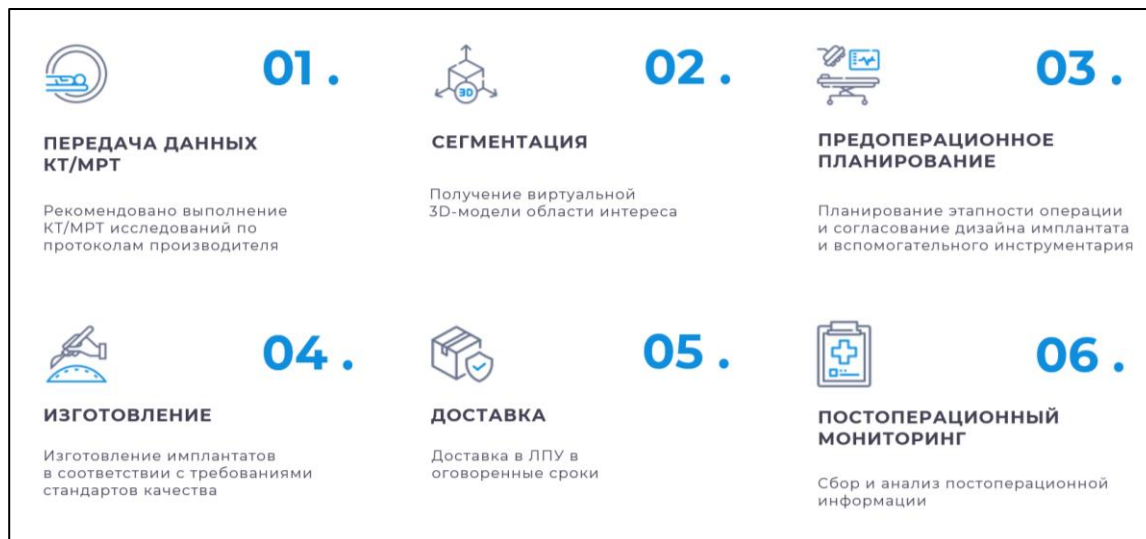 01 .
ПЕРЕДАЧА ДАННЫХ
КТ/МРТ
Рекомендовано выполнение
КТ/МРТ исследований по
протоколам производителя
3D
02 .
СЕГМЕНТАЦИЯ
Получение виртуальной
3D-модели области интереса
03 .
ПРЕДОПЕРАЦИОННОЕ
ПЛАНИРОВАНИЕ
Планирование этапности операции
и согласование дизайна имплантата
и вспомогательного инструментария
04 .
ИЗГОТОВЛЕНИЕ
Изготовление имплантатов
в соответствии с требованиями
стандартов качества
05 .
ДОСТАВКА
Доставка в ЛПУ в
оговоренные сроки
06 .
ПОСТОПЕРАЦИОННЫЙ
МОНИТОРИНГ
Сбор и анализ постоперационной
информации